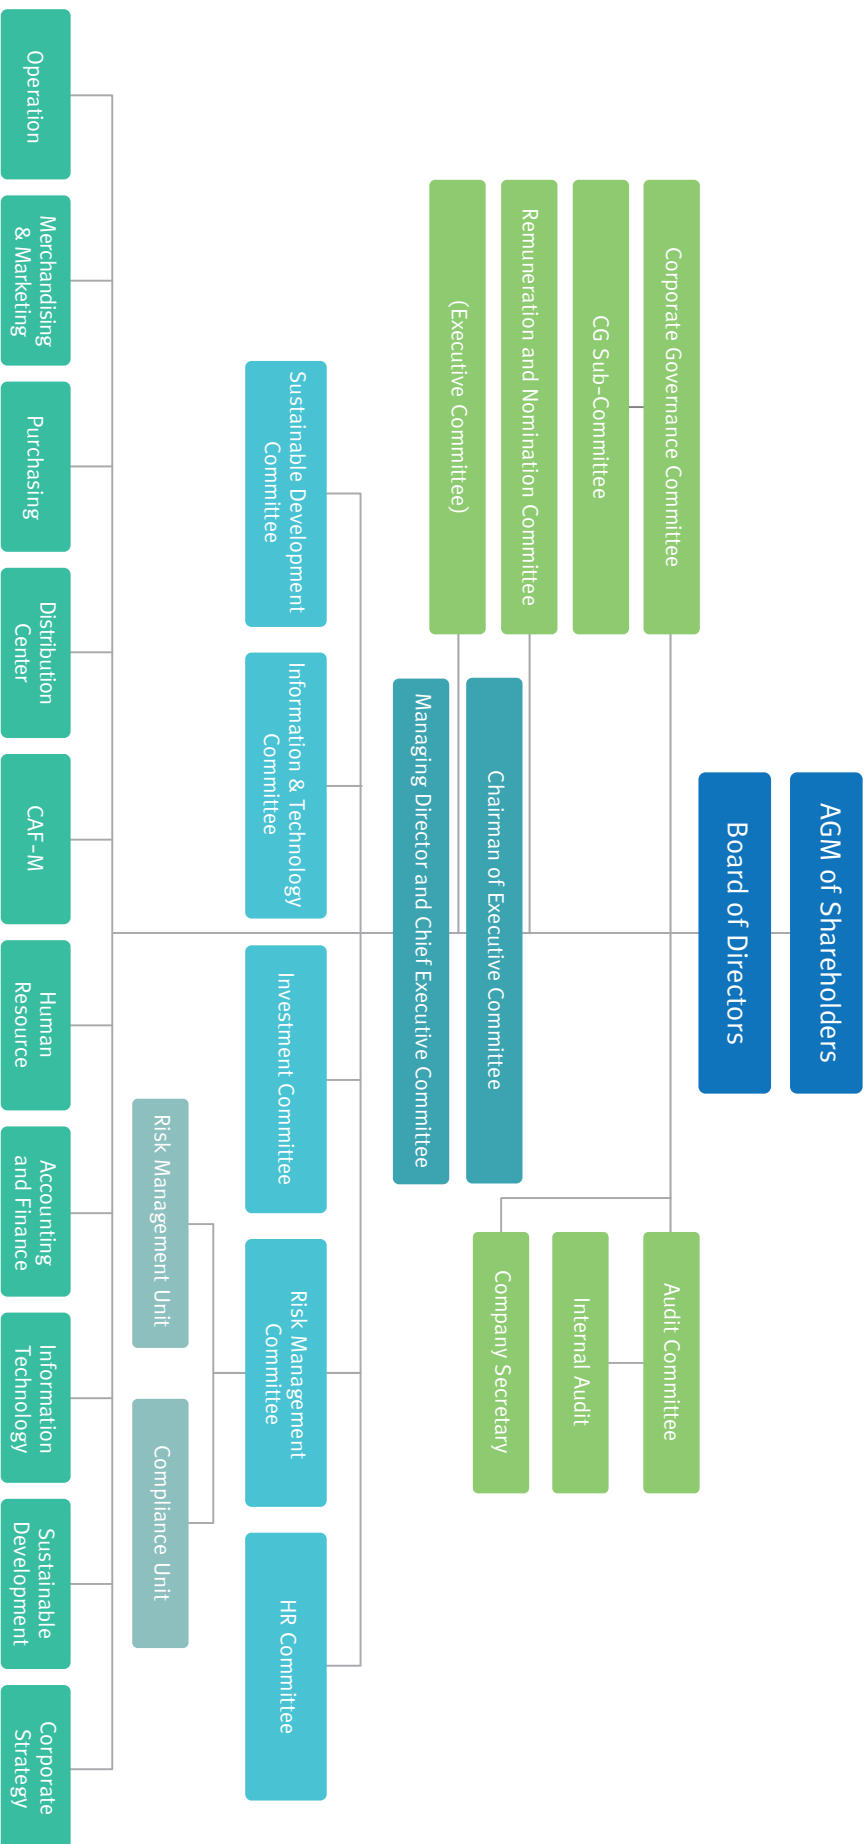 AGM of Shareholders
Board of Directors
Corporate Governance Committee
CG Sub-Committee
Remuneration and Nomination Committee
(Executive Committee)
Audit Committee
Internal Audit
Company Secretary
Chairman of Executive Committee
Managing Director and Chief Executive Committee
Sustainable Development
Committee
Information & Technology
Committee
Investment Committee
Risk Management
Committee
HR Committee
Risk Management Unit
Compliance Unit
Operation
Merchandising
& Marketing
Purchasing
Distribution
Center
CAF-M
Human
Resource
Accounting
and Finance
Information
Technology
Sustainable
Development
Corporate
Strategy